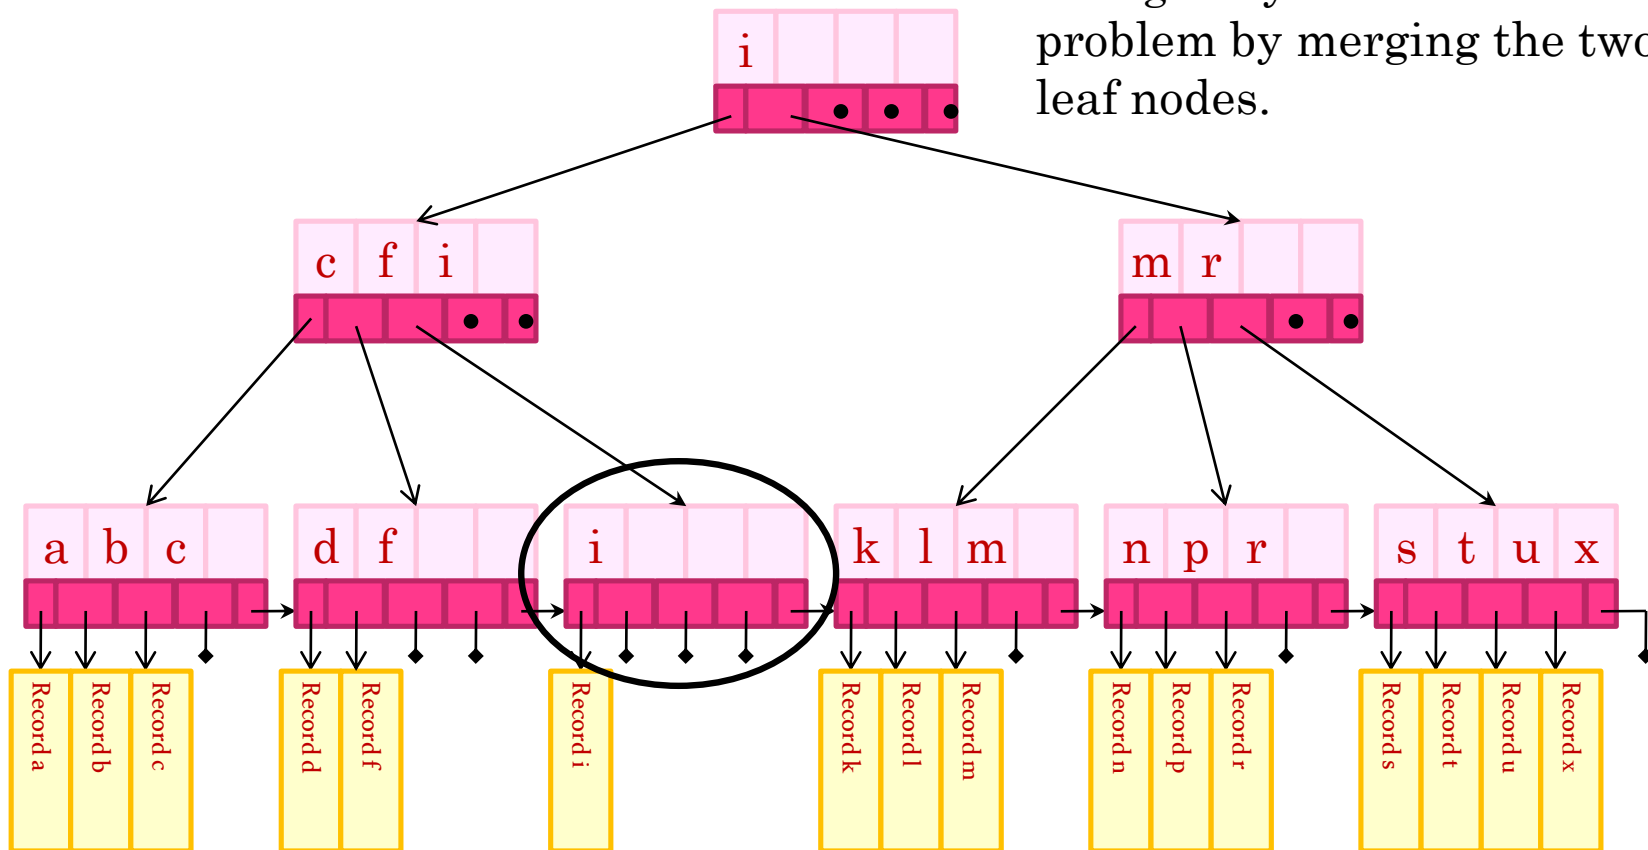 problem by merging the two
leaf nodes.
i
c f i
m r
a b c
d f
i
k l m
n p r
s t u x
Record a
Record b
Record c
Record d
Record f
Record i
Record k
Record l
Record m
Record n
Record p
Record r
Record s
Record t
Record u
Record x